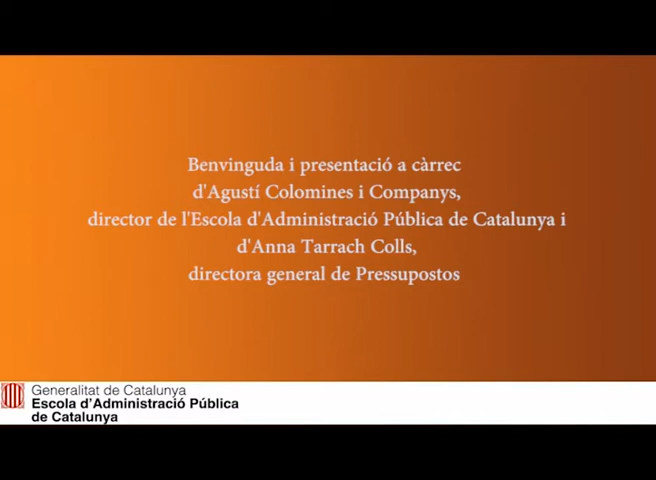 Benvinguda i presentació a càrrec
d'Agustí Colomines i Companys,
director de l'Escola d'Administració Pública de Catalunya i
d'Anna Tarrach Colls,
directora general de Pressupostos
Generalitat de Catalunya
Escola d'Administració Pública
de Catalunya